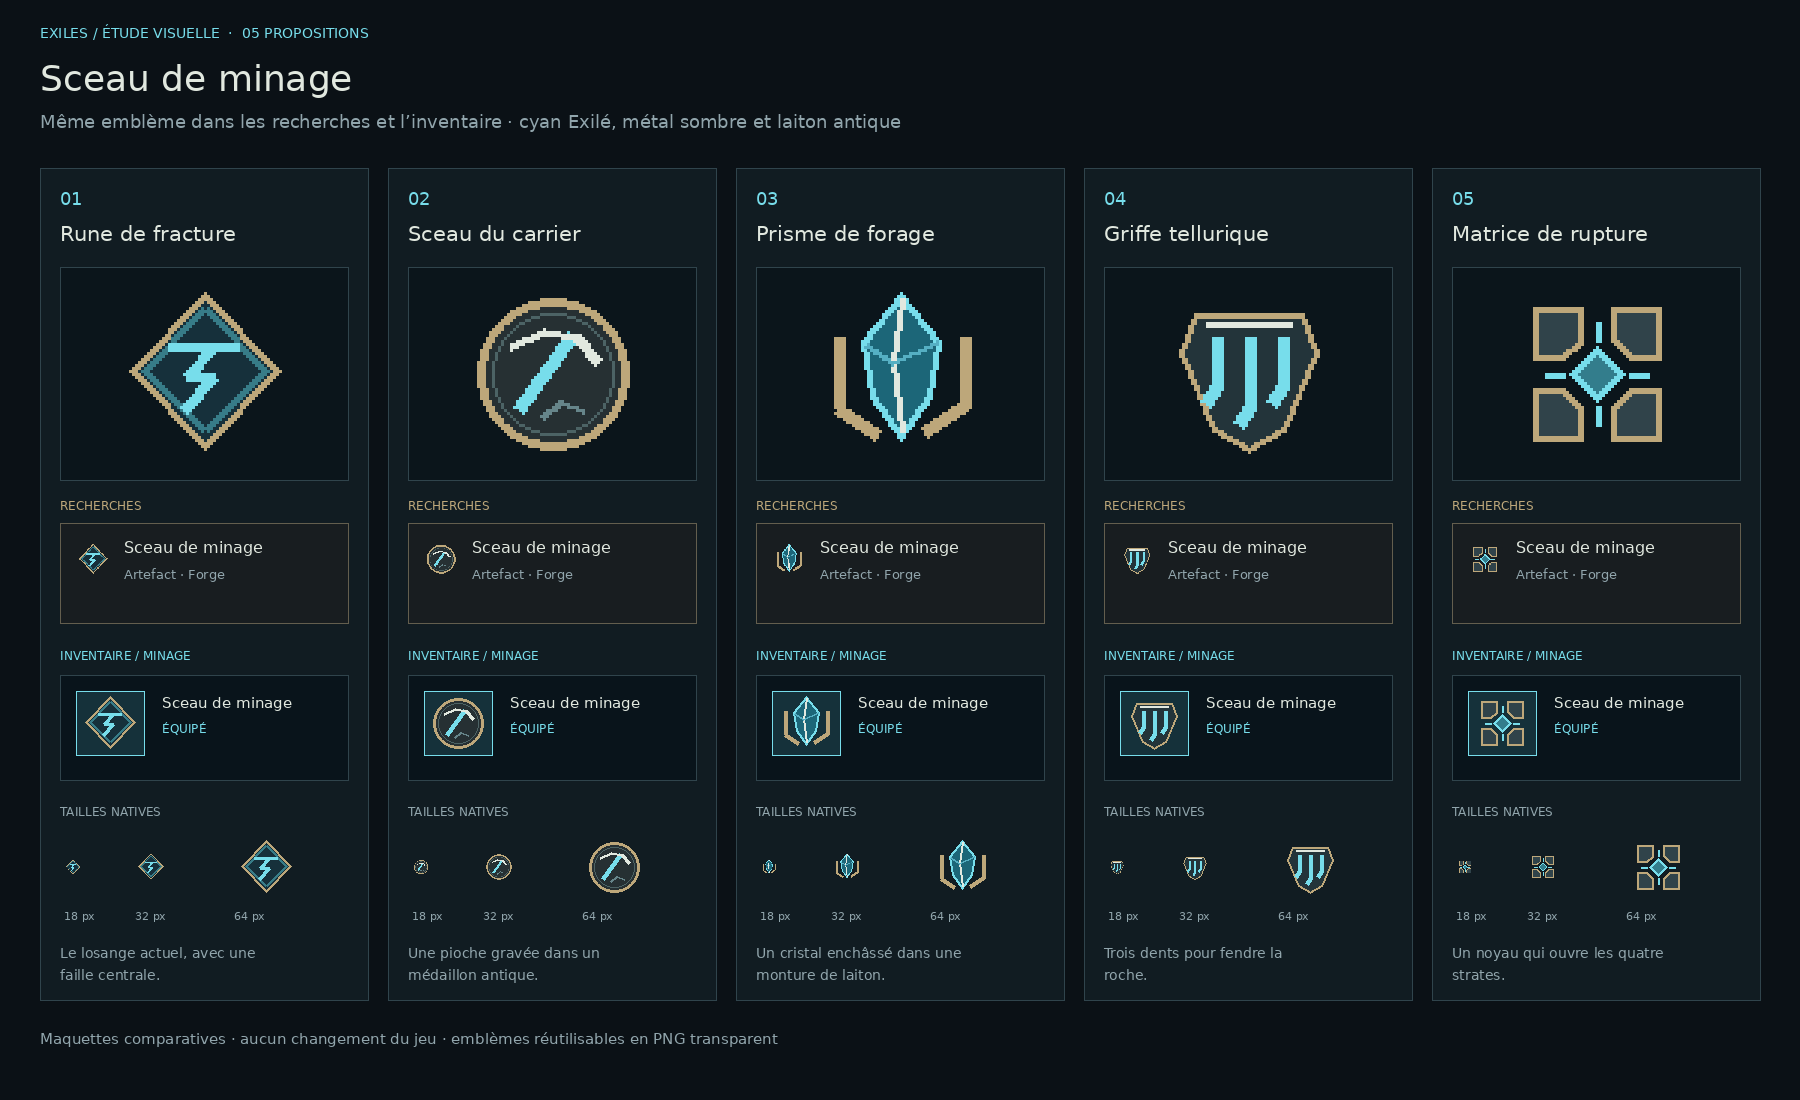 EXILES / ÉTUDE VISUELLE · 05 PROPOSITIONS
Sceau de minage
Même emblème dans les recherches et l’inventaire · cyan Exilé, métal sombre et laiton antique
01
Rune de fracture
RECHERCHES
Sceau de minage
Artefact · Forge
INVENTAIRE / MINAGE
Sceau de minage
ÉQUIPÉ
TAILLES NATIVES
18 px
32 px
64 px
Le losange actuel, avec une
faille centrale.
02
Sceau du carrier
RECHERCHES
Sceau de minage
Artefact · Forge
INVENTAIRE / MINAGE
Sceau de minage
ÉQUIPÉ
TAILLES NATIVES
18 px
32 px
64 px
Une pioche gravée dans un
médaillon antique.
03
Prisme de forage
RECHERCHES
Sceau de minage
Artefact · Forge
INVENTAIRE / MINAGE
Sceau de minage
ÉQUIPÉ
TAILLES NATIVES
18 px
32 px
64 px
Un cristal enchâssé dans une
monture de laiton.
04
Griffe tellurique
RECHERCHES
Sceau de minage
Artefact · Forge
INVENTAIRE / MINAGE
Sceau de minage
ÉQUIPÉ
TAILLES NATIVES
18 px
32 px
64 px
Trois dents pour fendre la
roche.
05
Matrice de rupture
RECHERCHES
Sceau de minage
Artefact · Forge
INVENTAIRE / MINAGE
Sceau de minage
ÉQUIPÉ
TAILLES NATIVES
18 px
32 px
64 px
Un noyau qui ouvre les quatre
strates.
Maquettes comparatives · aucun changement du jeu · emblèmes réutilisables en PNG transparent